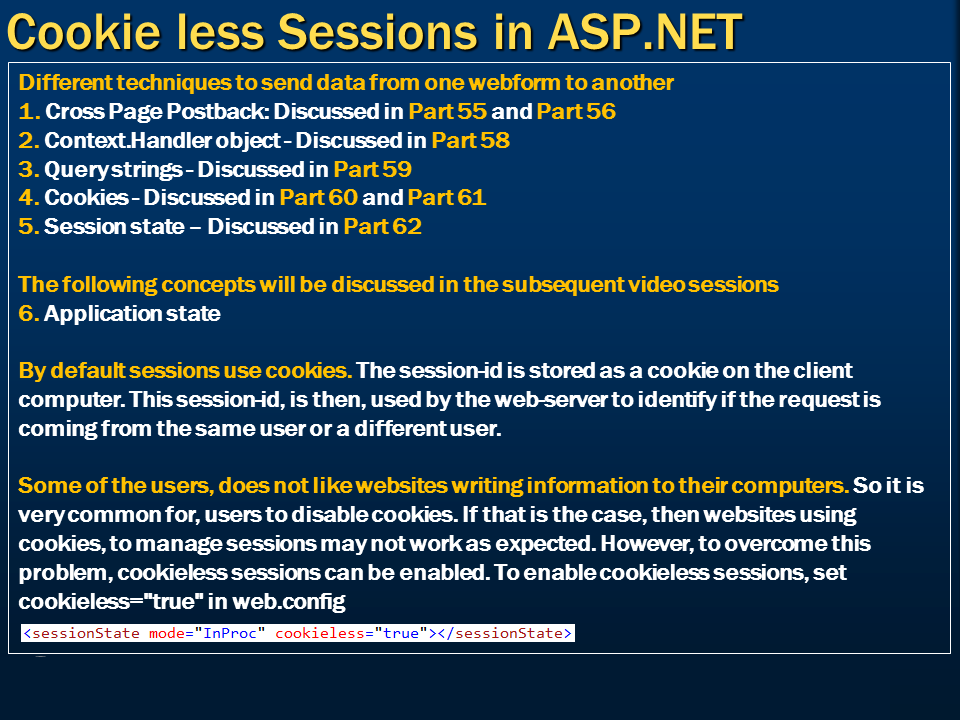 Cookie less Sessions in ASP.NET
Different techniques to send data from one webform to another
1. Cross Page Postback: Discussed in Part 55 and Part 56
2. Context.Handler object - Discussed in Part 58
3. Query strings - Discussed in Part 59
4. Cookies - Discussed in Part 60 and Part 61
5. Session state – Discussed in Part 62
The following concepts will be discussed in the subsequent video sessions
6. Application state
By default sessions use cookies. The session-id is stored as a cookie on the client
computer. This session-id, is then, used by the web-server to identify if the request is
coming from the same user or a different user.
Some of the users, does not like websites writing information to their computers. So it is
very common for, users to disable cookies. If that is the case, then websites using
cookies, to manage sessions may not work as expected. However, to overcome this
problem, cookieless sessions can be enabled. To enable cookieless sessions, set
cookieless="true" in web.config
<sessionState mode="InProc" cookieless="true"></sessionState>